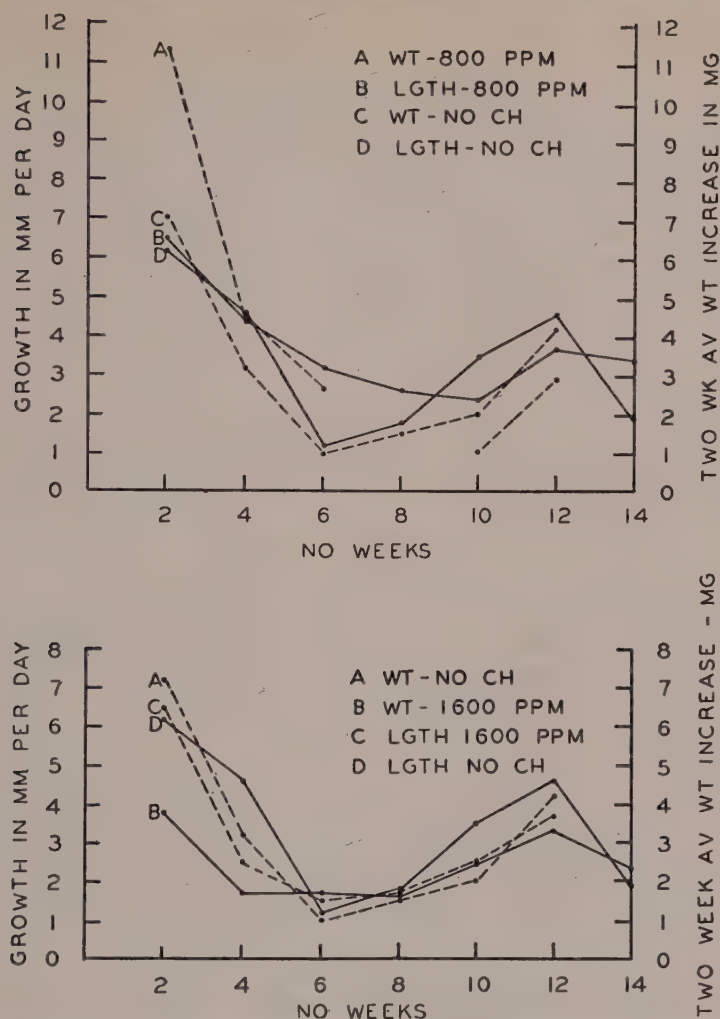 12
11
10
9
8
7
6
5
4
3
2
1
0
GROWTH IN MM PER DAY
A
C
B
D
A WT-800 PPM
B LGTH-800 PPM
C WT-NO CH
D LGTH-NO CH
12
11
10
9
8
7
6
5
4
3
2
1
0
TWO WK AV WT INCREASE IN MG
2 4 6 8 10 12 14
NO WEEKS
8
7
6
5
4
3
2
1
0
GROWTH IN MM PER DAY
A
C
D
B
A WT-NO CH
B WT-1600 PPM
C LGTH 1600 PPM
D LGTH NO CH
8
7
6
5
4
3
2
1
0
TWO WEEK AV WT INCREASE - MG
2 4 6 8 10 12 14
NO WEEKS